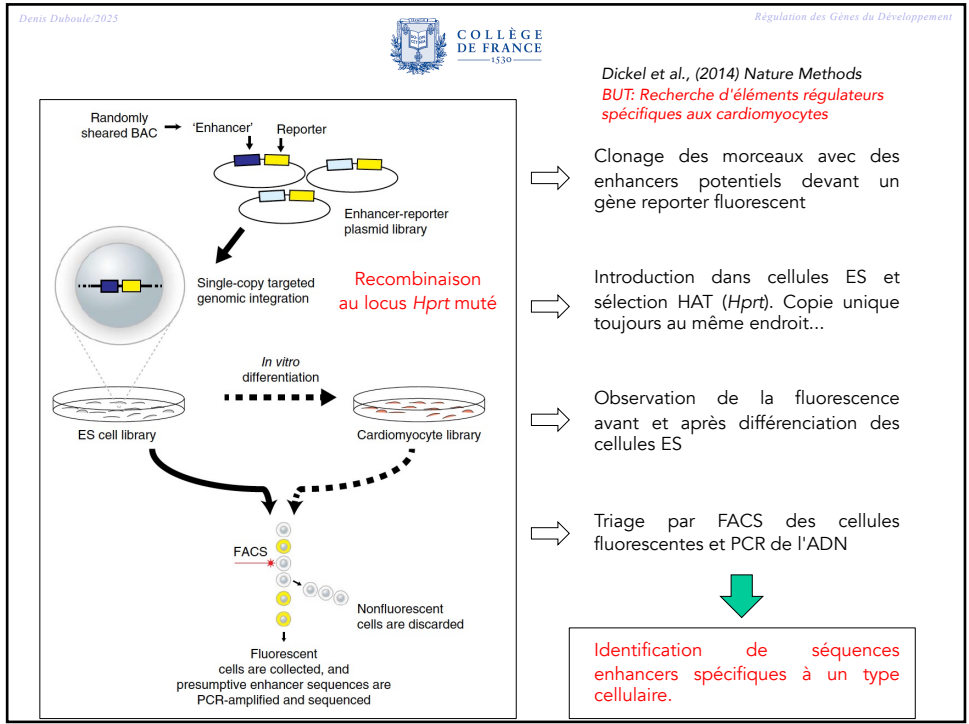 Denis Duboule/2025
Régulation des Gènes du Développement
COLLÈGE
DE FRANCE
1530
Dickel et al., (2014) Nature Methods
BUT: Recherche d'éléments régulateurs
spécifiques aux cardiomyocytes
Randomly
sheared BAC
'Enhancer'
Reporter
Enhancer-reporter
plasmid library
Single-copy targeted
genomic integration
Recombinaison
au locus Hprt muté
In vitro
differentiation
ES cell library
Cardiomyocyte library
FACS
Nonfluorescent
cells are discarded
Fluorescent
cells are collected, and
presumptive enhancer sequences are
PCR-amplified and sequenced
Clonage des morceaux avec des
enhancers potentiels devant un
gène reporter fluorescent
Introduction dans cellules ES et
sélection HAT (Hprt). Copie unique
toujours au même endroit...
Observation de la fluorescence
avant et après différenciation des
cellules ES
Triage par FACS des cellules
fluorescentes et PCR de l'ADN
Identification de séquences
enhancers spécifiques à un type
cellulaire.